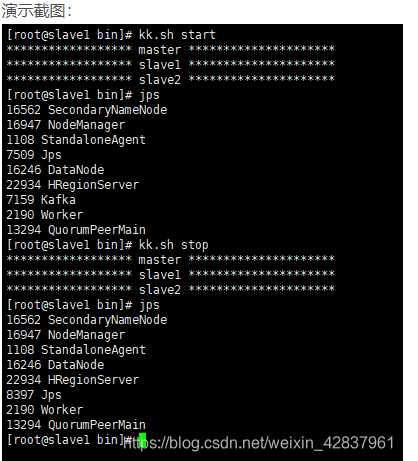 演示截图：
[root@slave1 bin]# kk.sh start
****************** master *********************
****************** slave1 *********************
****************** slave2 *********************
[root@slave1 bin]# jps
16562 SecondaryNameNode
16947 NodeManager
1108 StandaloneAgent
7509 Jps
16246 DataNode
22934 HRegionServer
7159 Kafka
2190 Worker
13294 QuorumPeerMain
[root@slave1 bin]# kk.sh stop
****************** master *********************
****************** slave1 *********************
****************** slave2 *********************
[root@slave1 bin]# jps
16562 SecondaryNameNode
16947 NodeManager
1108 StandaloneAgent
16246 DataNode
22934 HRegionServer
8397 Jps
2190 Worker
13294 QuorumPeerMain
[root@slave1 bin]#
https://blog.csdn.net/weixin_42837961